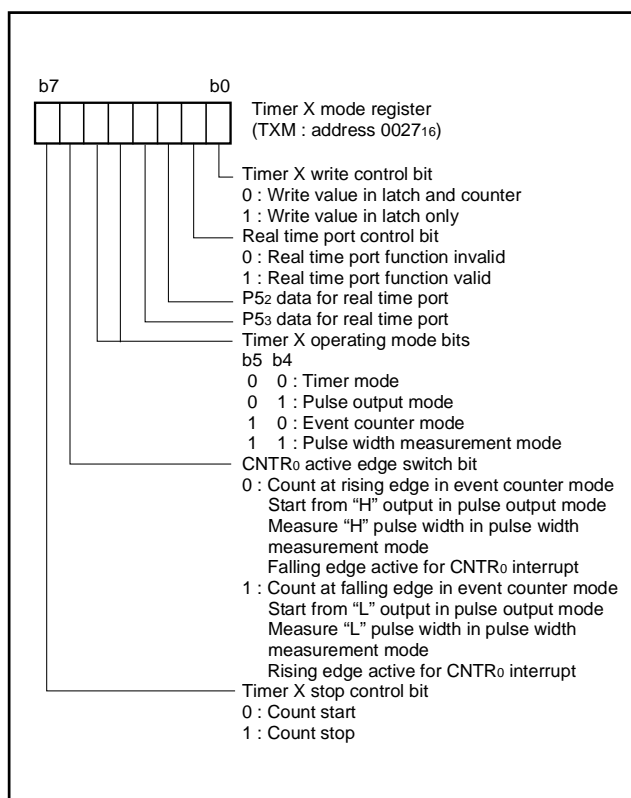 b7 b0
Timer X mode register
(TXM : address 002716)
Timer X write control bit
0 : Write value in latch and counter
1 : Write value in latch only
Real time port control bit
0 : Real time port function invalid
1 : Real time port function valid
P52 data for real time port
P53 data for real time port
Timer X operating mode bits
b5 b4
0 0 : Timer mode
0 1 : Pulse output mode
1 0 : Event counter mode
1 1 : Pulse width measurement mode
CNTR0 active edge switch bit
0 : Count at rising edge in event counter mode
Start from “H” output in pulse output mode
Measure “H” pulse width in pulse width
measurement mode
Falling edge active for CNTR0 interrupt
1 : Count at falling edge in event counter mode
Start from “L” output in pulse output mode
Measure “L” pulse width in pulse width
measurement mode
Rising edge active for CNTR0 interrupt
Timer X stop control bit
0 : Count start
1 : Count stop